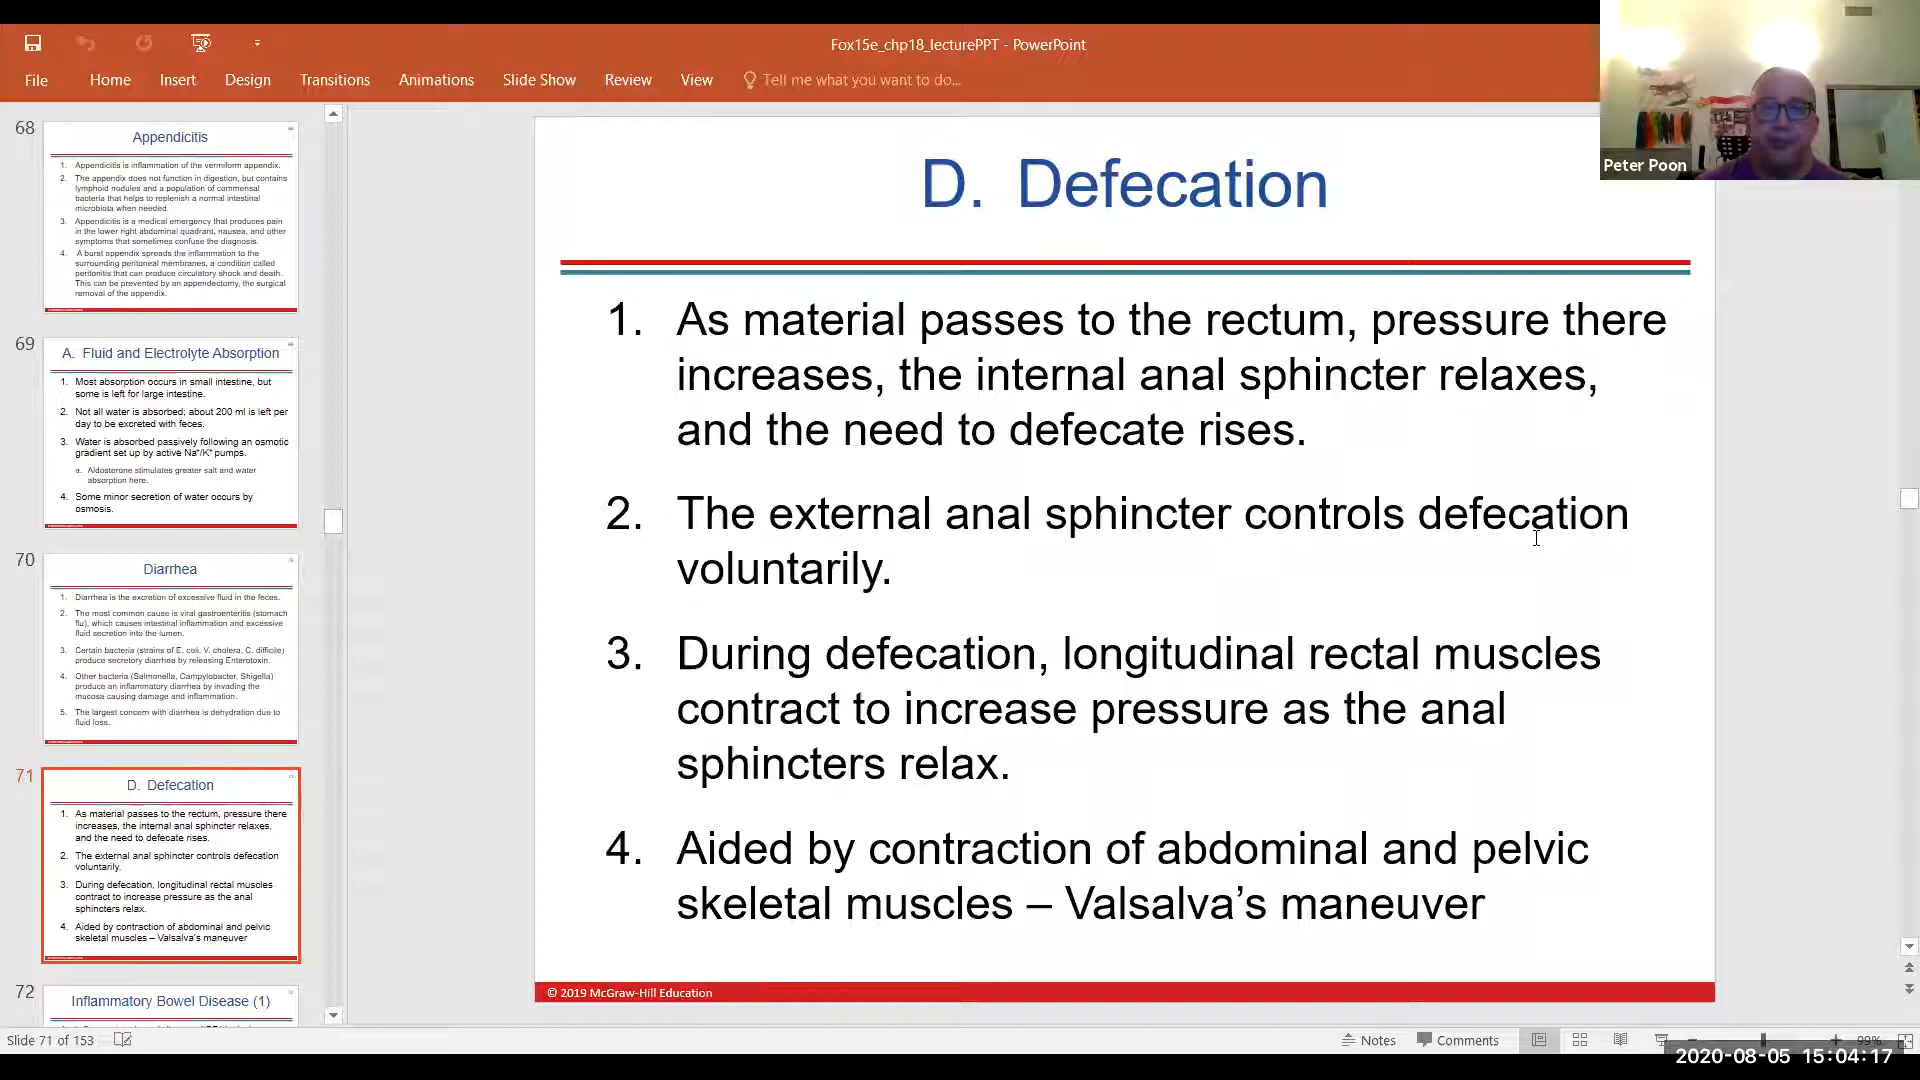 Fox15e_chp18_lecturePPT - PowerPoint
File Home Insert Design Transitions Animations Slide Show Review View Tell me what you want to do...
Peter Poon
68
Appendicitis
1. Appendicitis is inflammation of the vermiform appendix.
2. The appendix does not function in digestion, but contains
lymphoid nodules and a population of commensal
bacteria that helps to replenish a normal intestinal
microbiota when needed.
3. Appendicitis is a medical emergency that produces pain
in the lower right abdominal quadrant, nausea, and other
symptoms that sometimes confuse the diagnosis.
4. A burst appendix spreads the inflammation to the
surrounding peritoneal membranes, a condition called
peritonitis that can produce circulatory shock and death.
This can be prevented by an appendectomy, the surgical
removal of the appendix.
69
A. Fluid and Electrolyte Absorption
1. Most absorption occurs in small intestine, but
some is left for large intestine.
2. Not all water is absorbed; about 200 ml is left per
day to be excreted with feces.
3. Water is absorbed passively following an osmotic
gradient set up by active Na⁺/K⁺ pumps.
a. Aldosterone stimulates greater salt and water
absorption here.
4. Some minor secretion of water occurs by
osmosis.
70
Diarrhea
1. Diarrhea is the excretion of excessive fluid in the feces.
2. The most common cause is viral gastroenteritis (stomach
flu), which causes intestinal inflammation and excessive
fluid secretion into the lumen.
3. Certain bacteria (strains of E. coli, V. cholera, C. difficile)
produce secretory diarrhea by releasing Enterotoxin.
4. Other bacteria (Salmonella, Campylobacter, Shigella)
produce an inflammatory diarrhea by invading the
mucosa causing damage and inflammation.
5. The largest concern with diarrhea is dehydration due to
fluid loss.
71
D. Defecation
1. As material passes to the rectum, pressure there
increases, the internal anal sphincter relaxes,
and the need to defecate rises.
2. The external anal sphincter controls defecation
voluntarily.
3. During defecation, longitudinal rectal muscles
contract to increase pressure as the anal
sphincters relax.
4. Aided by contraction of abdominal and pelvic
skeletal muscles – Valsalva's maneuver
72
Inflammatory Bowel Disease (1)
D. Defecation
1. As material passes to the rectum, pressure there
increases, the internal anal sphincter relaxes,
and the need to defecate rises.
2. The external anal sphincter controls defecation
voluntarily.
3. During defecation, longitudinal rectal muscles
contract to increase pressure as the anal
sphincters relax.
4. Aided by contraction of abdominal and pelvic
skeletal muscles – Valsalva’s maneuver
© 2019 McGraw-Hill Education
Slide 71 of 153 Notes Comments 99%
2020-08-05 15:04:17